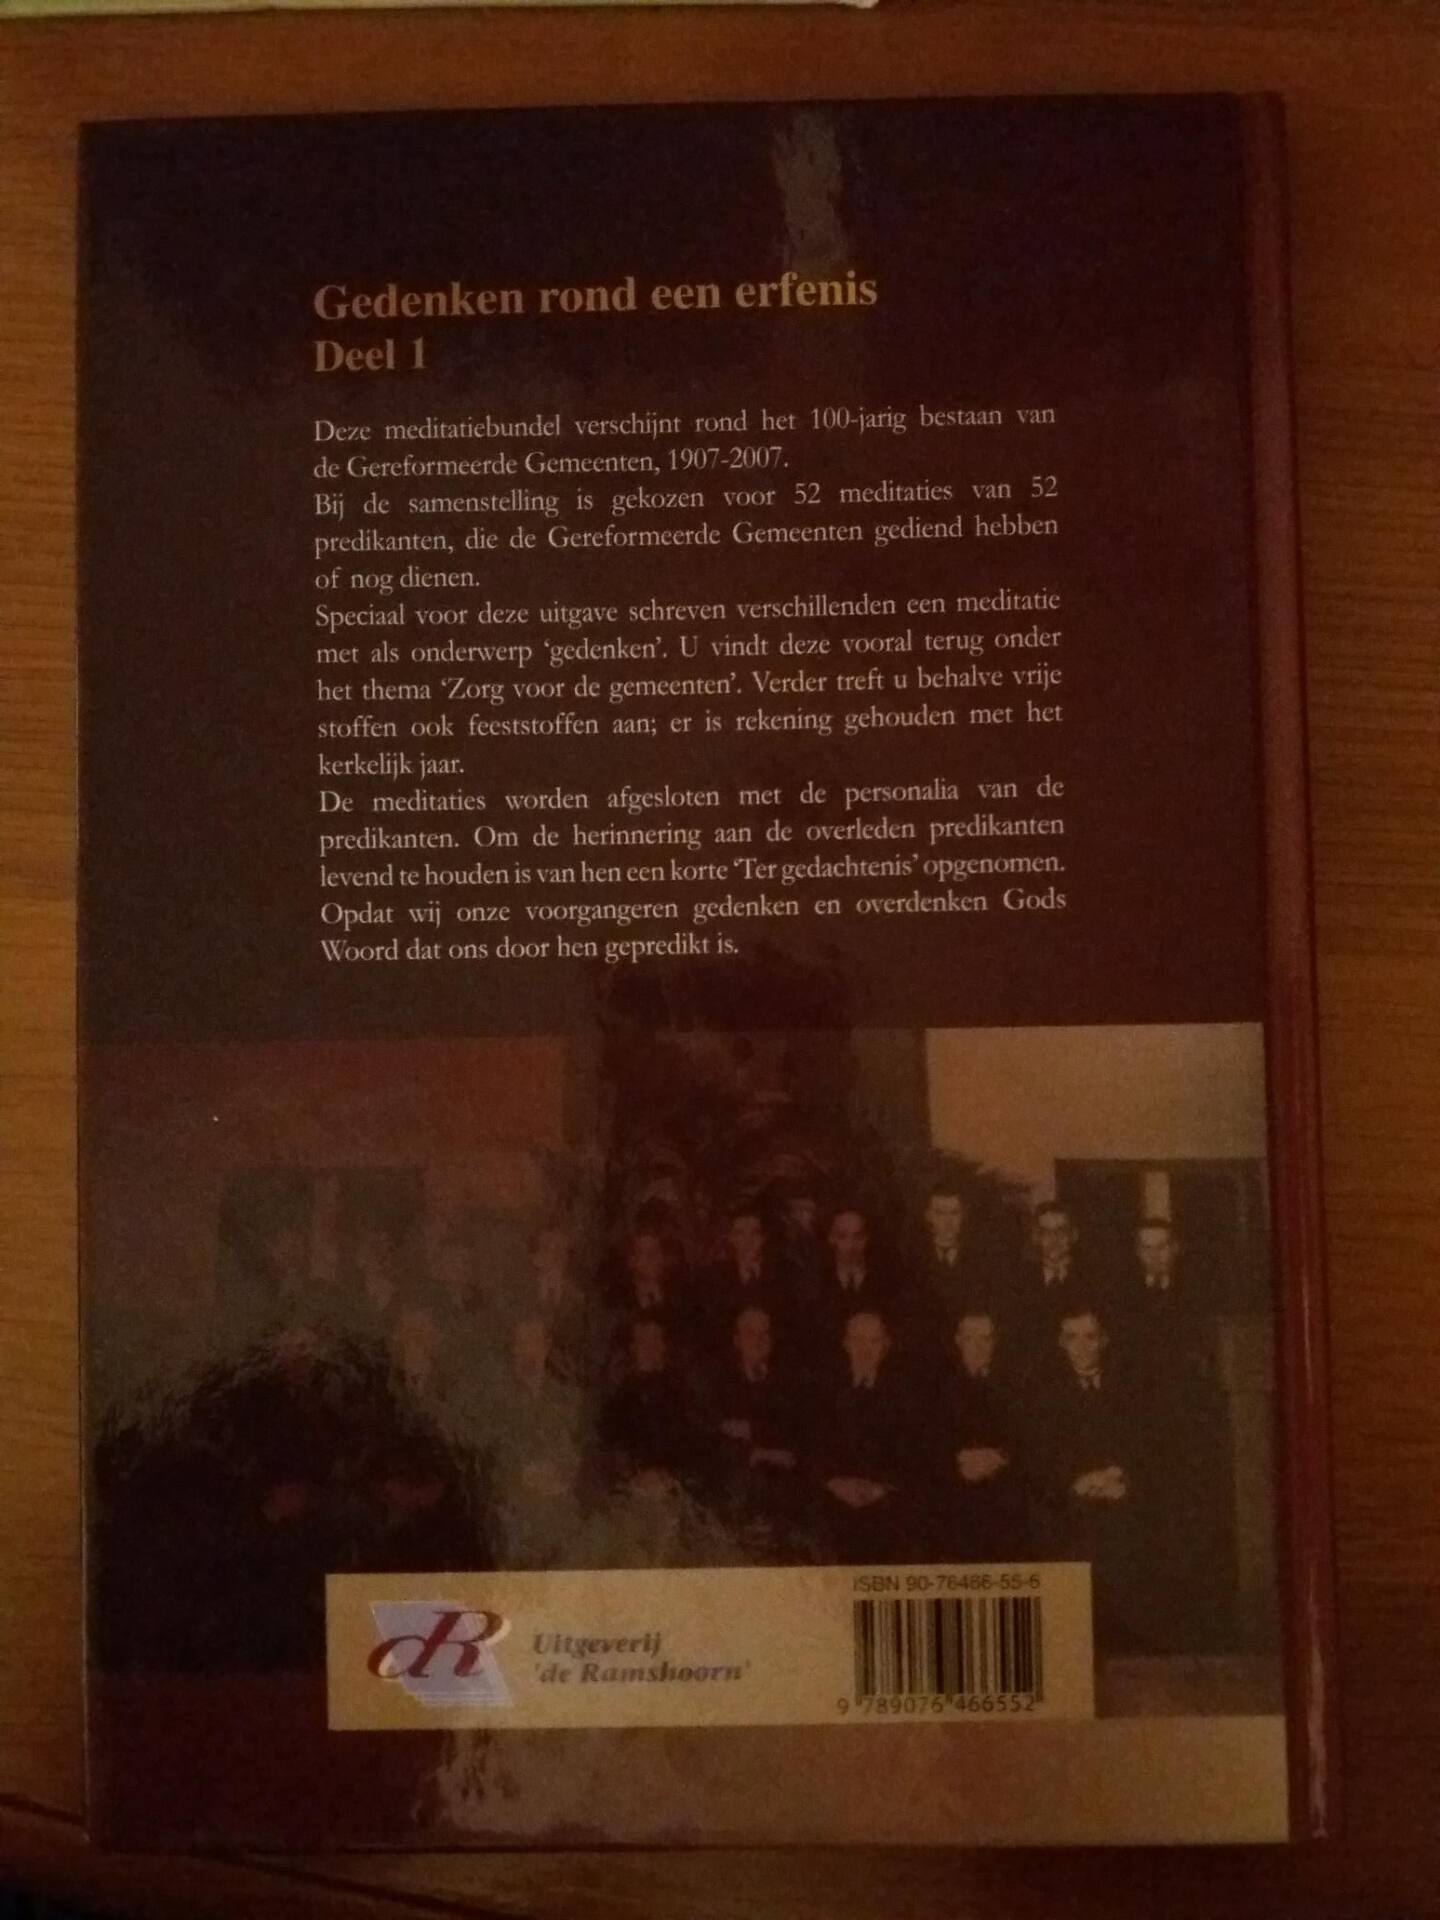 Gedenken rond een erfenis
Deel 1
Deze meditatiebundel verschijnt rond het 100-jarig bestaan van
de Gereformeerde Gemeenten, 1907-2007.
Bij de samenstelling is gekozen voor 52 meditaties van 52
predikanten, die de Gereformeerde Gemeenten gediend hebben
of nog dienen.
Speciaal voor deze uitgave schreven verschillenden een meditatie
met als onderwerp ‘gedenken’. U vindt deze vooral terug onder
het thema ‘Zorg voor de gemeenten’. Verder treft u behalve vrije
stoffen ook feeststoffen aan; er is rekening gehouden met het
kerkelijk jaar.
De meditaties worden afgesloten met de personalia van de
predikanten. Om de herinnering aan de overleden predikanten
levend te houden is van hen een korte ‘Ter gedachtenis’ opgenomen.
Opdat wij onze voorgangeren gedenken en overdenken Gods
Woord dat ons door hen gepredikt is.
ISBN 90-76466-55-6
dR
Uitgeverij
'de Ramshoorn'
9 789076 466552